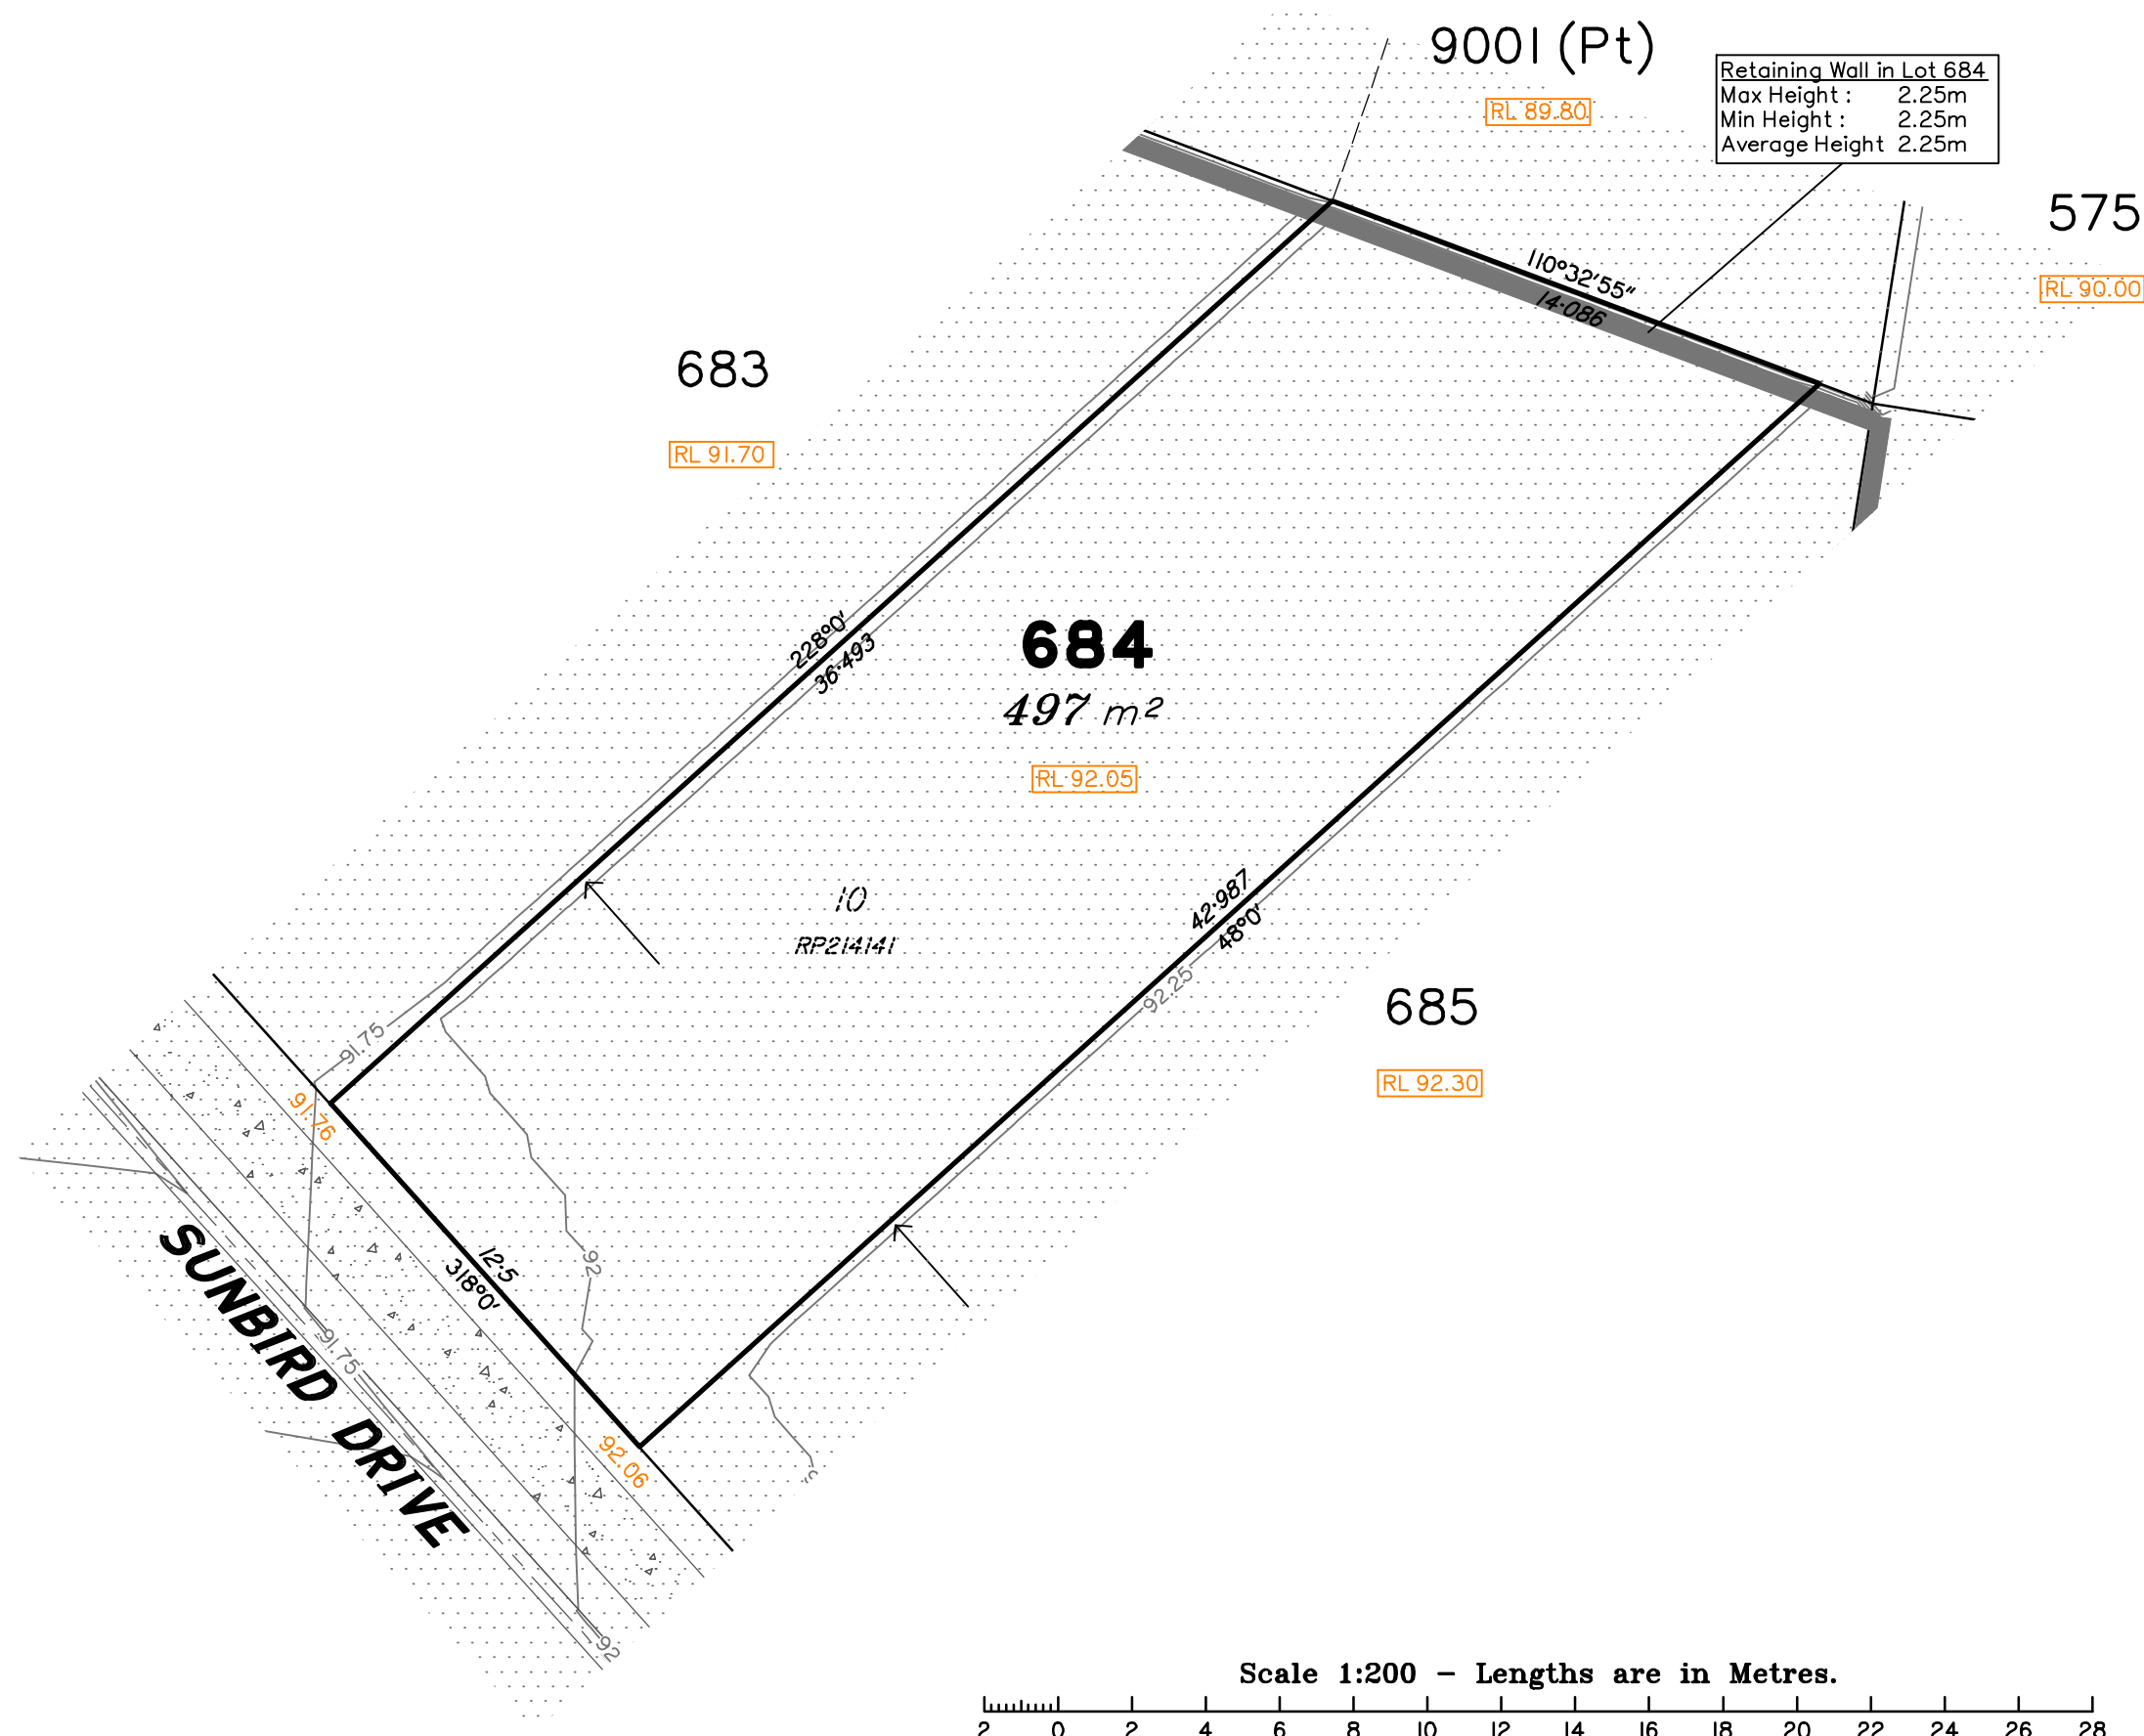 9001 (Pt)
RL 89.80
Retaining Wall in Lot 684
Max Height : 2.25m
Min Height : 2.25m
Average Height 2.25m
575
RL 90.00
110°32'55"
14·086
683
RL 91.70
228°0'
36·493
684
497 m²
RL 92.05
10
RP214141
42·987
48°0'
92.25
685
RL 92.30
91.75
91.76
12·5
318°0'
92
SUNBIRD DRIVE
91.75
92.06
92
Scale 1:200 – Lengths are in Metres.
2 0 2 4 6 8 10 12 14 16 18 20 22 24 26 28